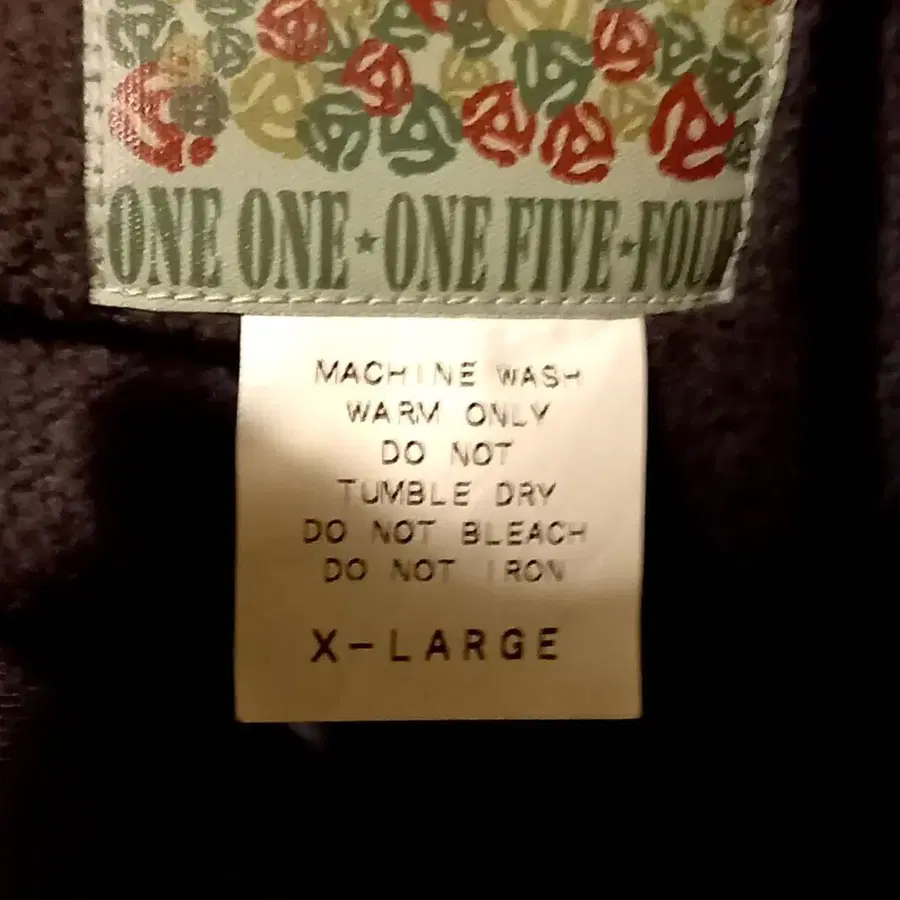 ONE ONE★ONE FIVE★FOUR
MACHINE WASH
WARM ONLY
DO NOT
TUMBLE DRY
DO NOT BLEACH
DO NOT IRON
X-LARGE